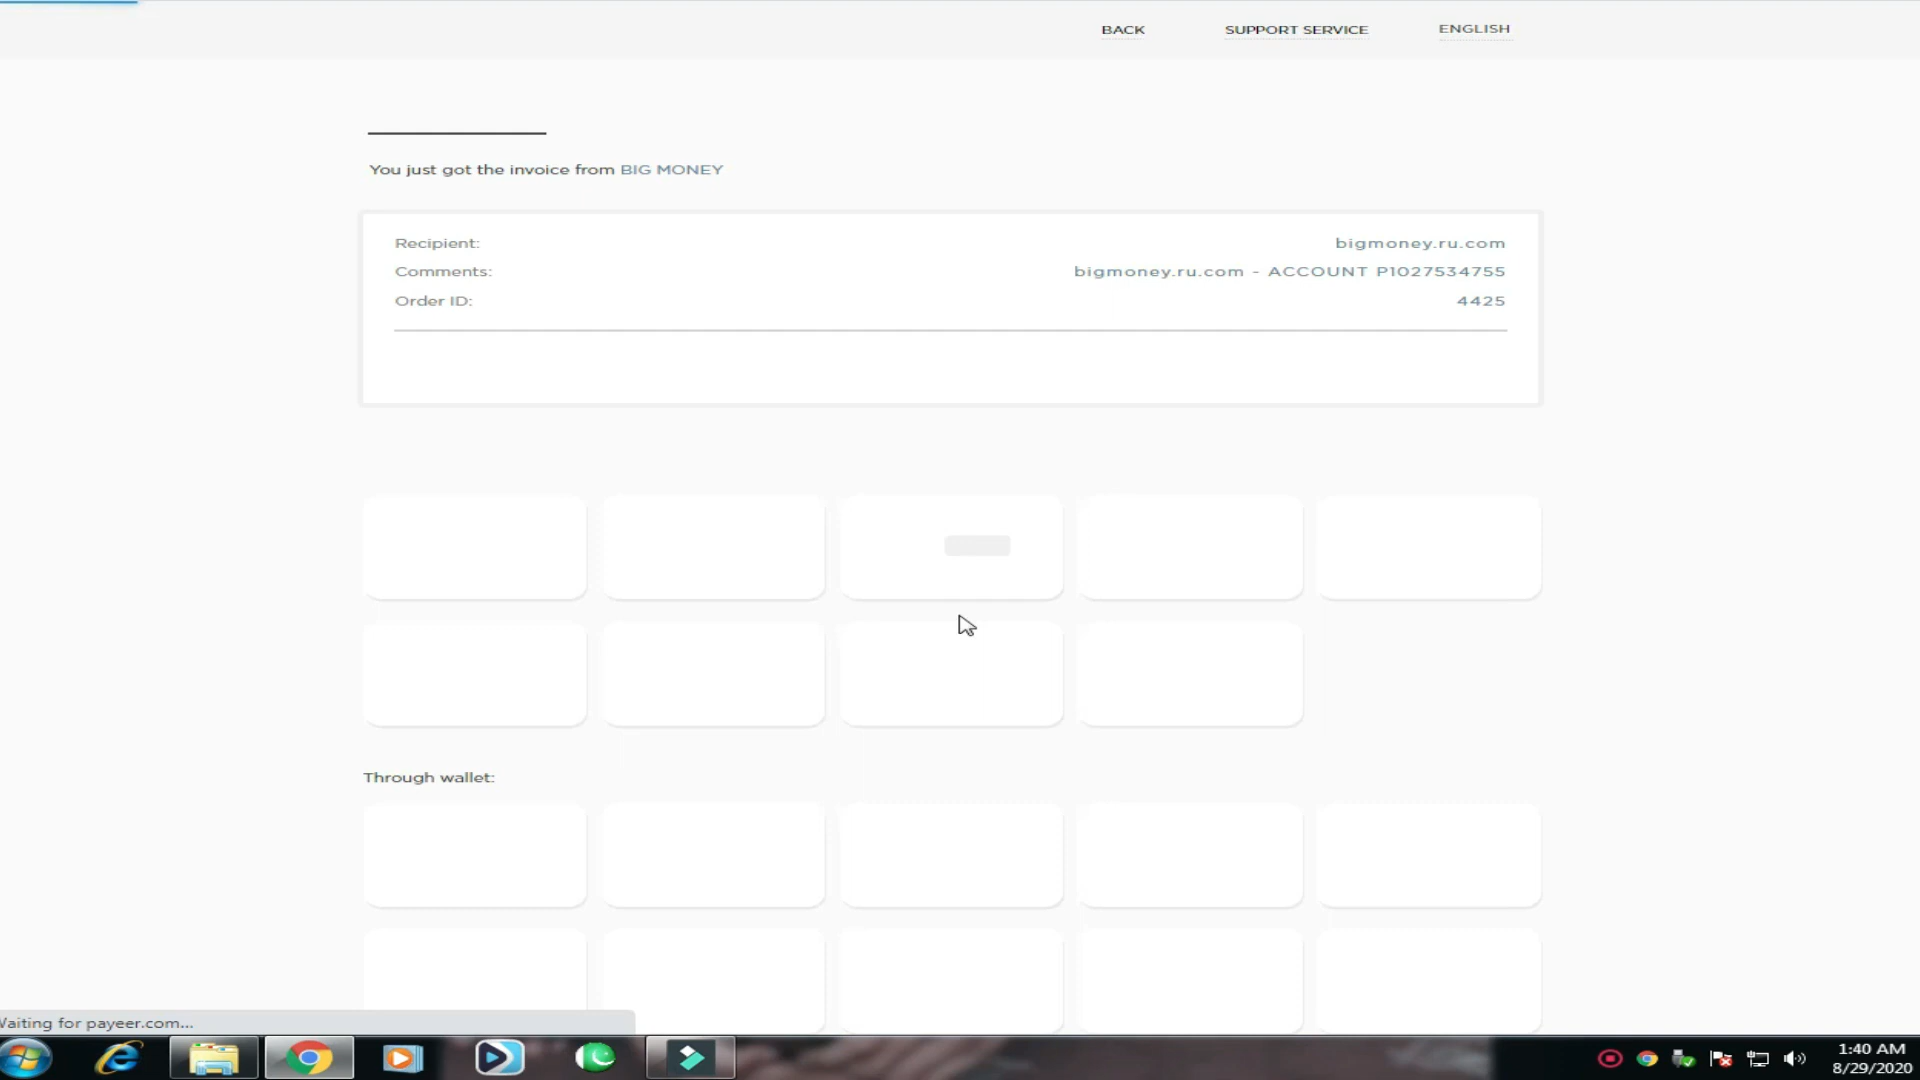 BACK SUPPORT SERVICE ENGLISH
You just got the invoice from BIG MONEY
Recipient: bigmoney.ru.com
Comments: bigmoney.ru.com - ACCOUNT P1027534755
Order ID: 4425
Through wallet:
Waiting for payeer.com...
1:40 AM
8/29/2020